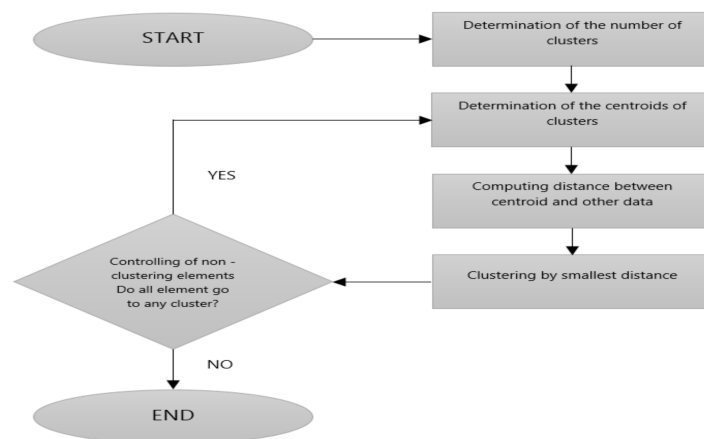 START
Determination of the number of
clusters
Determination of the centroids of
clusters
Computing distance between
centroid and other data
Clustering by smallest distance
Controlling of non -
clustering elements
Do all element go
to any cluster?
YES
NO
END